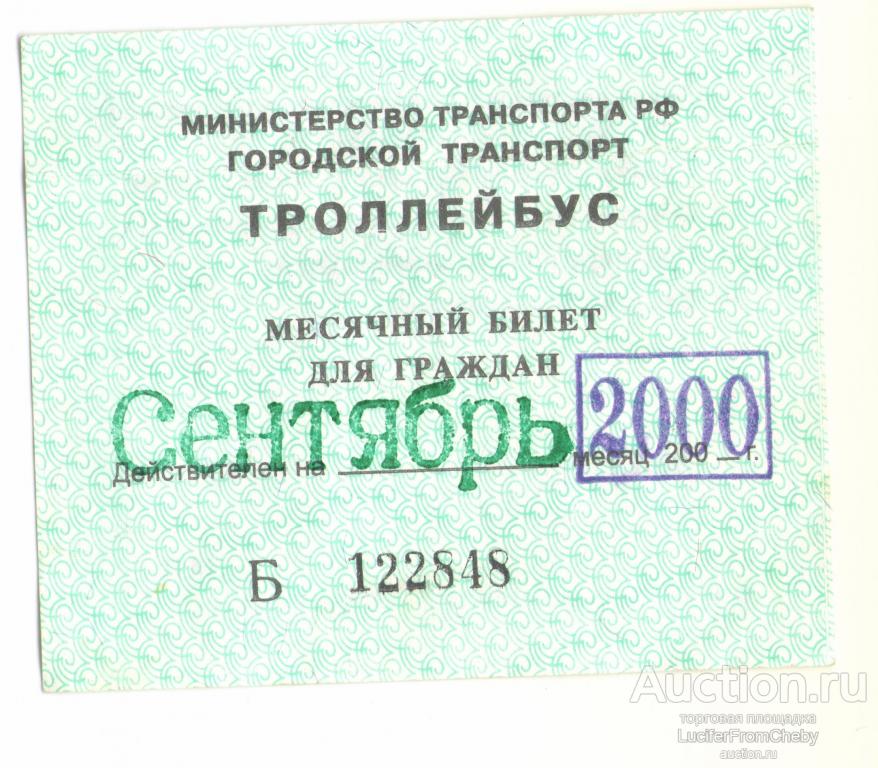 МИНИСТЕРСТВО ТРАНСПОРТА РФ
ГОРОДСКОЙ ТРАНСПОРТ
ТРОЛЛЕЙБУС
МЕСЯЧНЫЙ БИЛЕТ
ДЛЯ ГРАЖДАН
Сентябрь 2000
Действителен на ___ месяц 200 _ г.
Б 122848
Auction.ru
торговая площадка
LuciferFromCheby
auction.ru